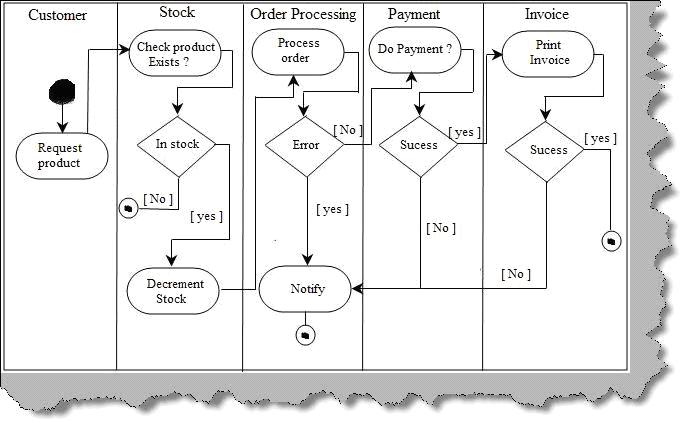 Customer
Stock
Order Processing
Payment
Invoice
Check product
Exists ?
Process
order
Do Payment ?
Print
Invoice
Request
product
In stock
Error
[ No ]
Sucess
[ yes ]
Sucess
[ yes ]
[ No ]
[ yes ]
[ yes ]
[ No ]
Decrement
Stock
Notify
[ No ]